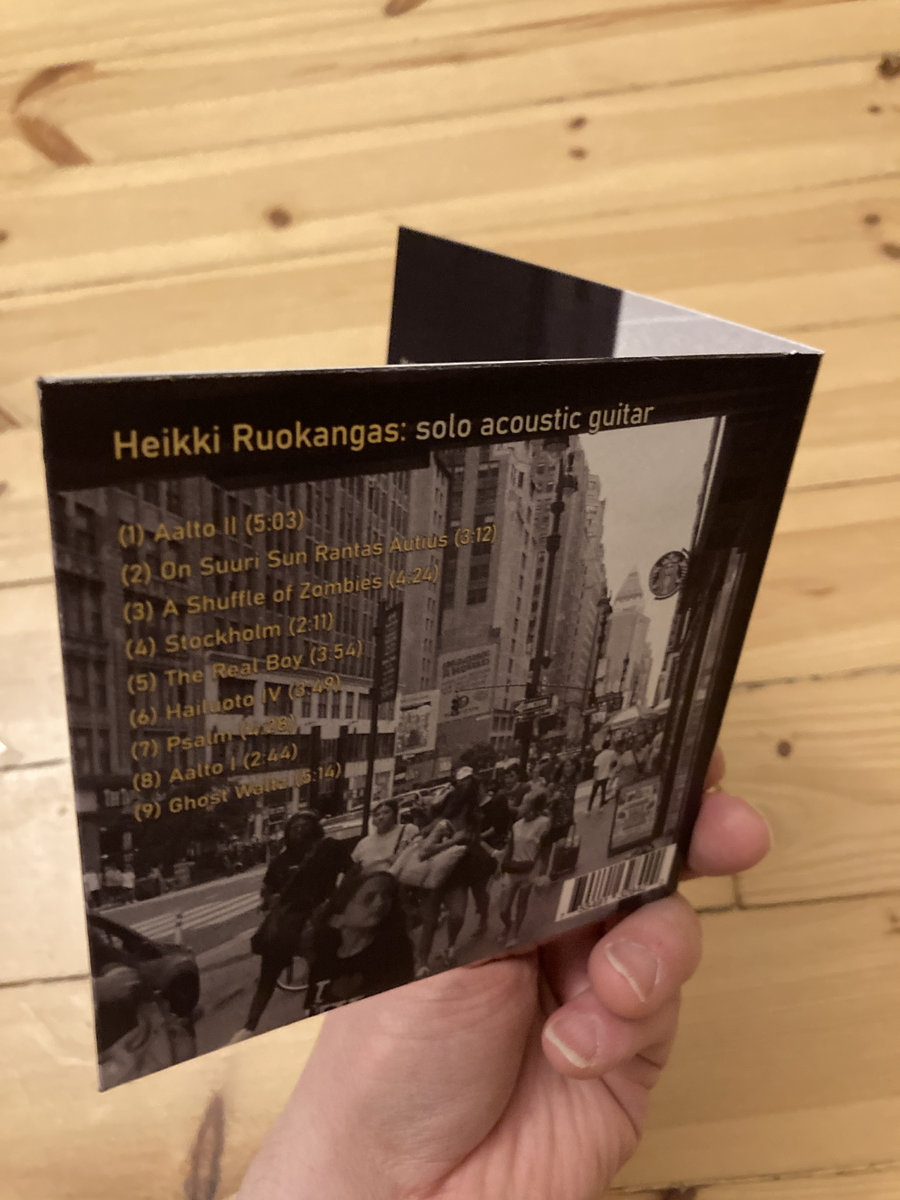 Heikki Ruokangas: solo acoustic guitar
(1) Aalto II (5:03)
(2) On Suuri Sun Rantas Autius (3:12)
(3) A Shuffle of Zombies (4:24)
(4) Stockholm (2:11)
(5) The Real Boy (3:54)
(6) Hailuoto IV (3:49)
(7) Psalm
(8) Aalto I (2:44)
(9) Ghost Waltz (5:14)
I